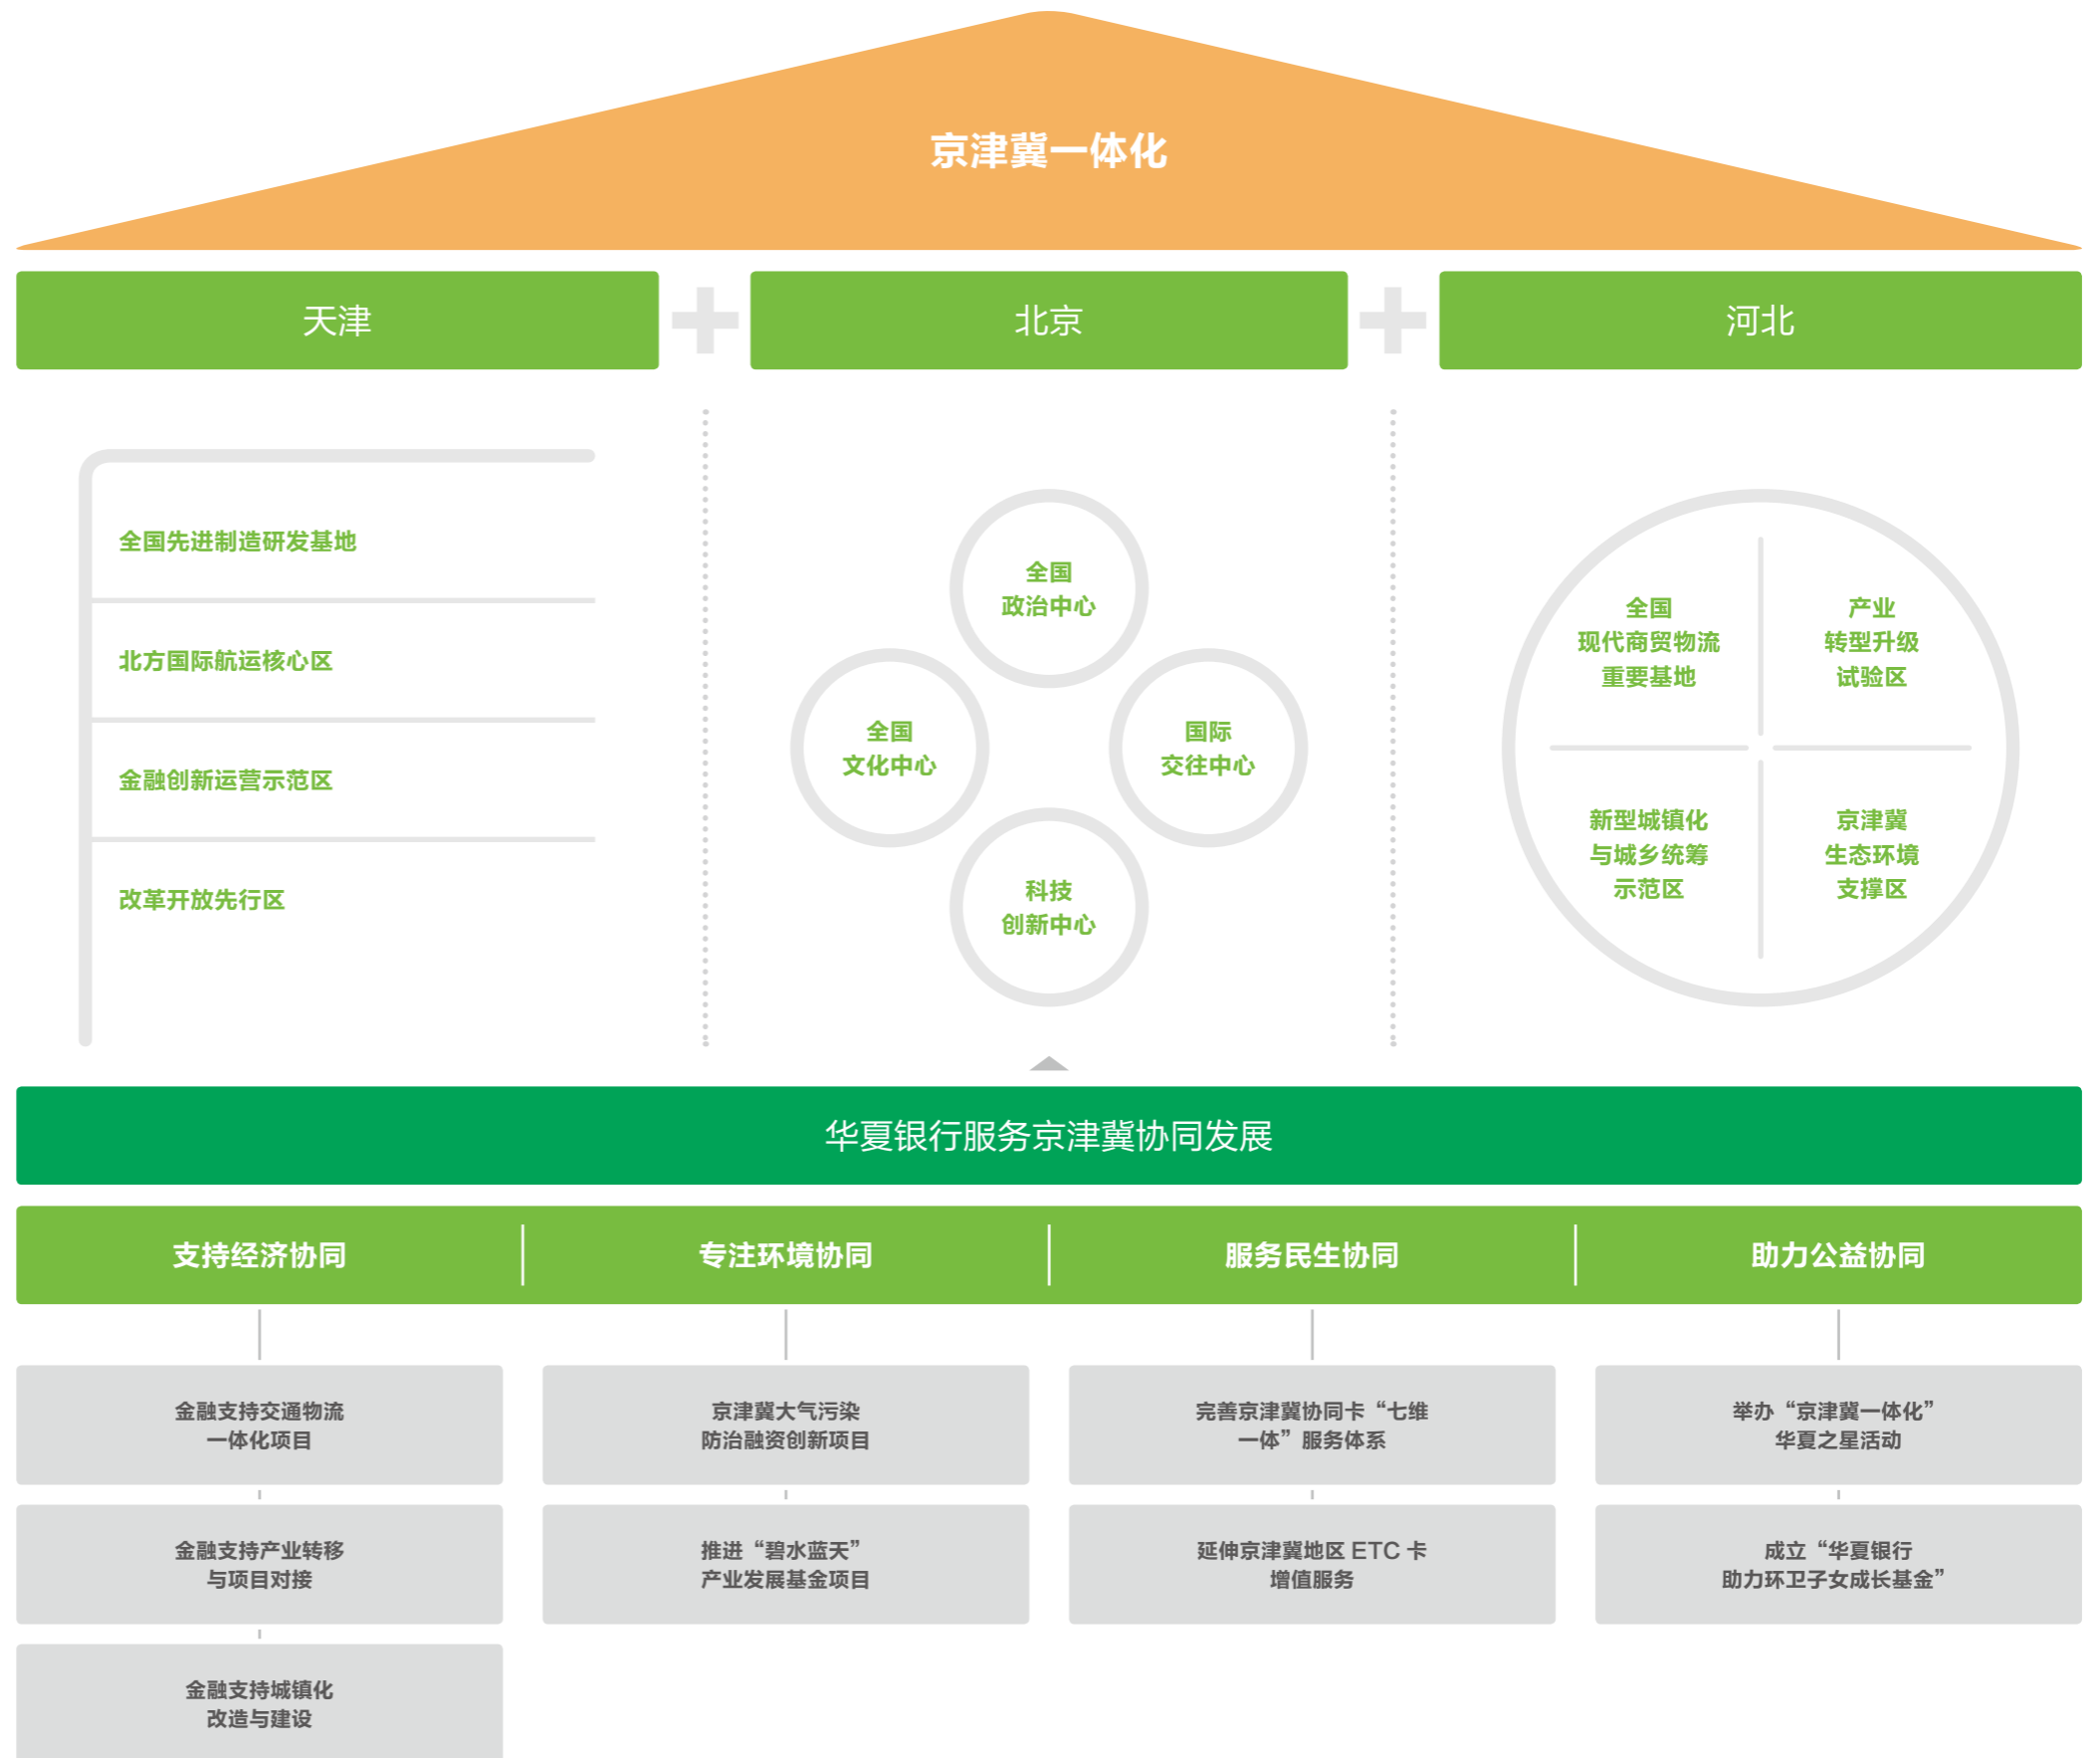 京津冀一体化
天津
北京
河北
全国先进制造研发基地
北方国际航运核心区
金融创新运营示范区
改革开放先行区
全国
政治中心
全国
文化中心
国际
交往中心
科技
创新中心
全国
现代商贸物流
重要基地
产业
转型升级
试验区
新型城镇化
与城乡统筹
示范区
京津冀
生态环境
支撑区
华夏银行服务京津冀协同发展
支持经济协同
专注环境协同
服务民生协同
助力公益协同
金融支持交通物流
一体化项目
金融支持产业转移
与项目对接
金融支持城镇化
改造与建设
京津冀大气污染
防治融资创新项目
推进“碧水蓝天”
产业发展基金项目
完善京津冀协同卡“七维
一体”服务体系
延伸京津冀地区 ETC 卡
增值服务
举办“京津冀一体化”
华夏之星活动
成立“华夏银行
助力环卫子女成长基金”